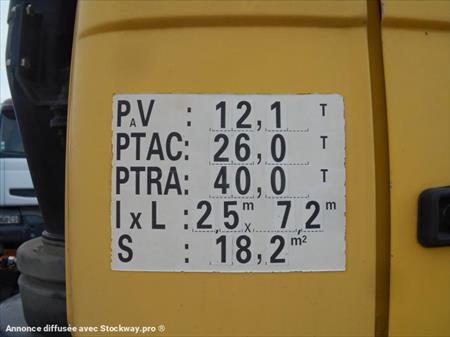 PAV : 12,1 T
PTAC: 26,0 T
PTRA: 40,0 T
lxL : 2,5m x 7,2m
S : 18,2m²
Annonce diffusée avec Stockway.pro ®